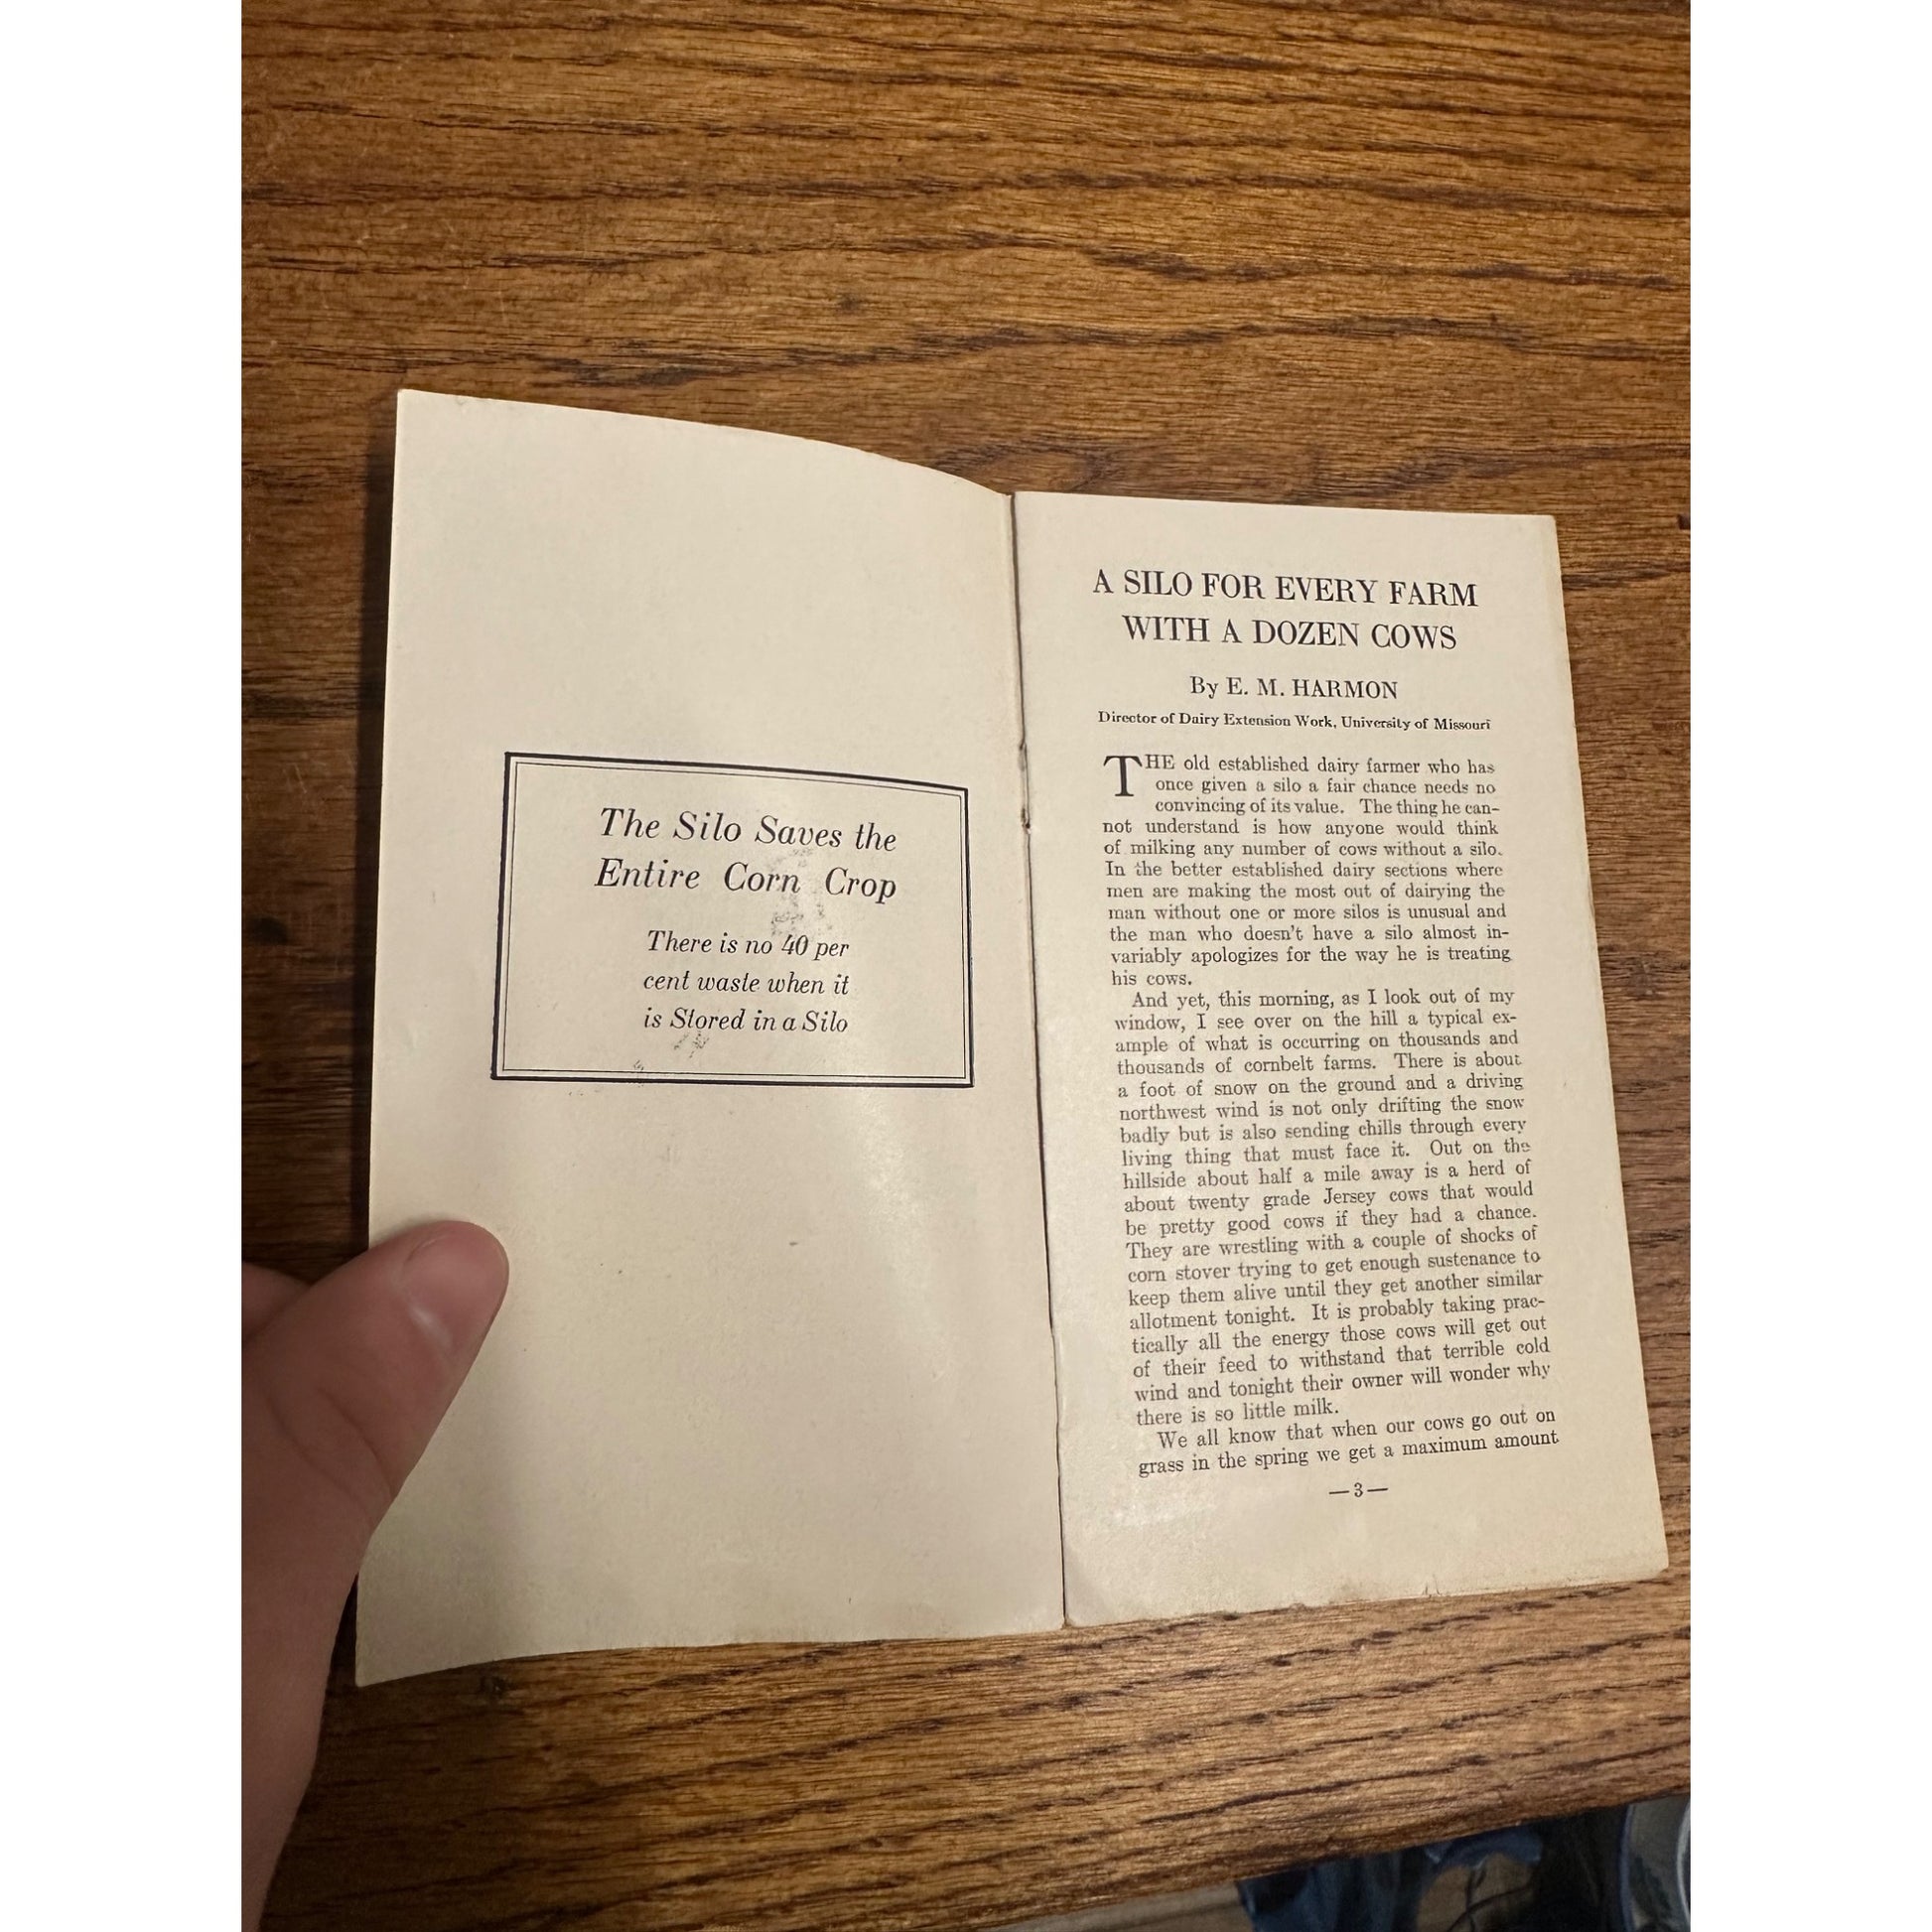 The Silo Saves the
Entire Corn Crop
There is no 40 per
cent waste when it
is Stored in a Silo
A SILO FOR EVERY FARM
WITH A DOZEN COWS
By E. M. HARMON
Director of Dairy Extension Work, University of Missouri
THE old established dairy farmer who has
once given a silo a fair chance needs no
convincing of its value. The thing he can-
not understand is how anyone would think
of milking any number of cows without a silo.
In the better established dairy sections where
men are making the most out of dairying the
man without one or more silos is unusual and
the man who doesn't have a silo almost in-
variably apologizes for the way he is treating
his cows.
And yet, this morning, as I look out of my
window, I see over on the hill a typical ex-
ample of what is occurring on thousands and
thousands of cornbelt farms. There is about
a foot of snow on the ground and a driving
northwest wind is not only drifting the snow
badly but is also sending chills through every
living thing that must face it. Out on the
hillside about half a mile away is a herd of
about twenty grade Jersey cows that would
be pretty good cows if they had a chance.
They are wrestling with a couple of shocks of
corn stover trying to get enough sustenance to
keep them alive until they get another similar
allotment tonight. It is probably taking prac-
tically all the energy those cows will get out
of their feed to withstand that terrible cold
wind and tonight their owner will wonder why
there is so little milk.
We all know that when our cows go out on
grass in the spring we get a maximum amount
—3—